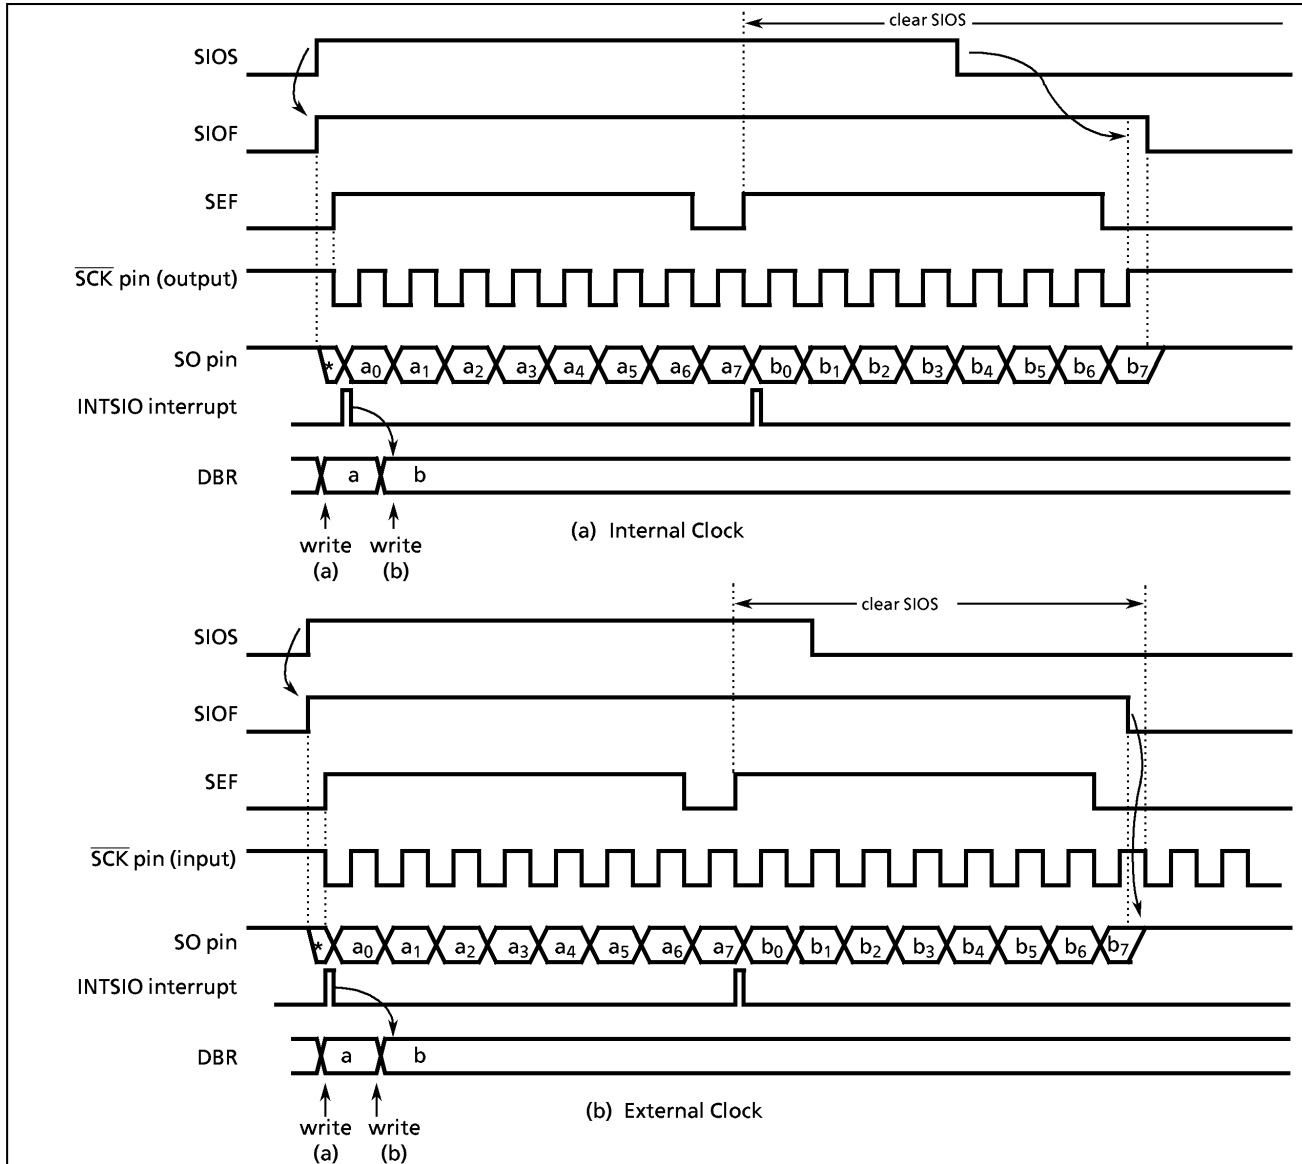 clear SIOS
SIOS
SIOF
SEF
SCK pin (output)
SO pin * a0 a1 a2 a3 a4 a5 a6 a7 b0 b1 b2 b3 b4 b5 b6 b7
INTSIO interrupt
DBR a b
(a) Internal Clock
write write
(a) (b)
clear SIOS
SIOS
SIOF
SEF
SCK pin (input)
SO pin * a0 a1 a2 a3 a4 a5 a6 a7 b0 b1 b2 b3 b4 b5 b6 b7
INTSIO interrupt
DBR a b
(b) External Clock
write write
(a) (b)